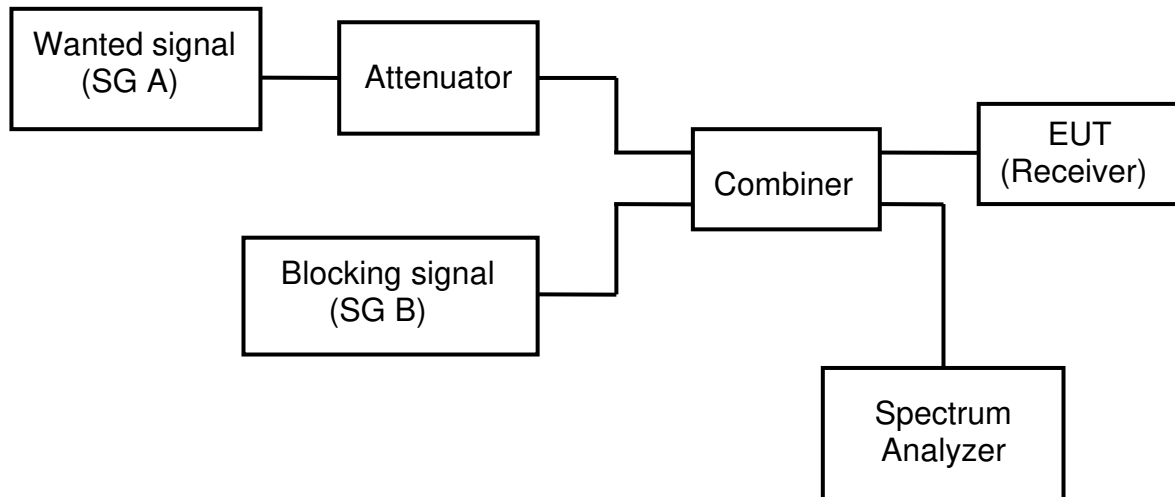 Wanted signal
(SG A)
Attenuator
Combiner
EUT
(Receiver)
Blocking signal
(SG B)
Spectrum
Analyzer